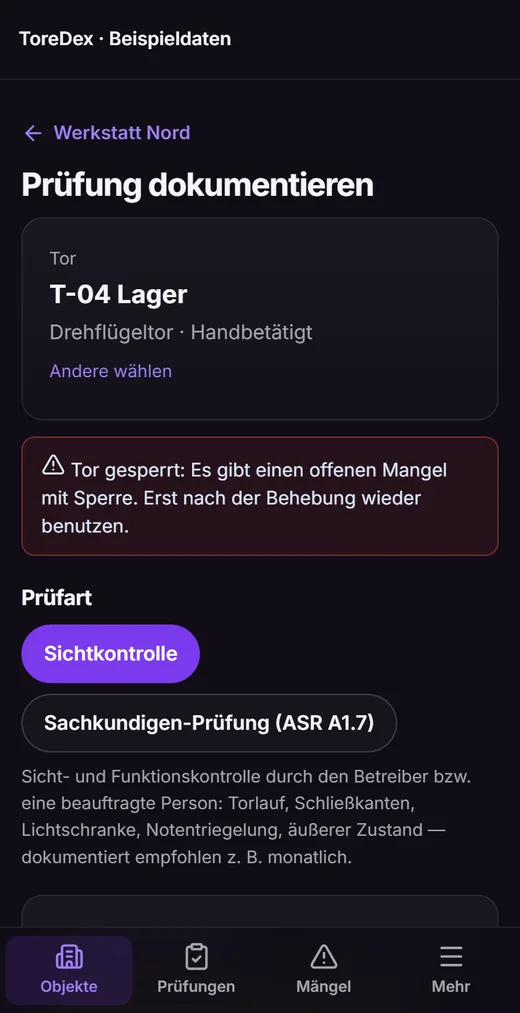 ToreDex · Beispieldaten
← Werkstatt Nord
Prüfung dokumentieren
Tor
T-04 Lager
Drehflügeltor · Handbetätigt
Andere wählen
Tor gesperrt: Es gibt einen offenen Mangel
mit Sperre. Erst nach der Behebung wieder
benutzen.
Prüfart
Sichtkontrolle
Sachkundigen-Prüfung (ASR A1.7)
Sicht- und Funktionskontrolle durch den Betreiber bzw.
eine beauftragte Person: Torlauf, Schließkanten,
Lichtschranke, Notentriegelung, äußerer Zustand —
dokumentiert empfohlen z. B. monatlich.
Objekte
Prüfungen
Mängel
Mehr